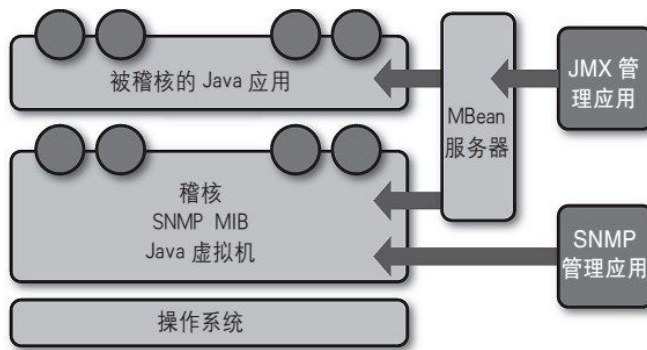 被稽核的 Java 应用
MBean
服务器
JMX 管
理应用
稽核
SNMP MIB
Java 虚拟机
SNMP
管理应用
操作系统